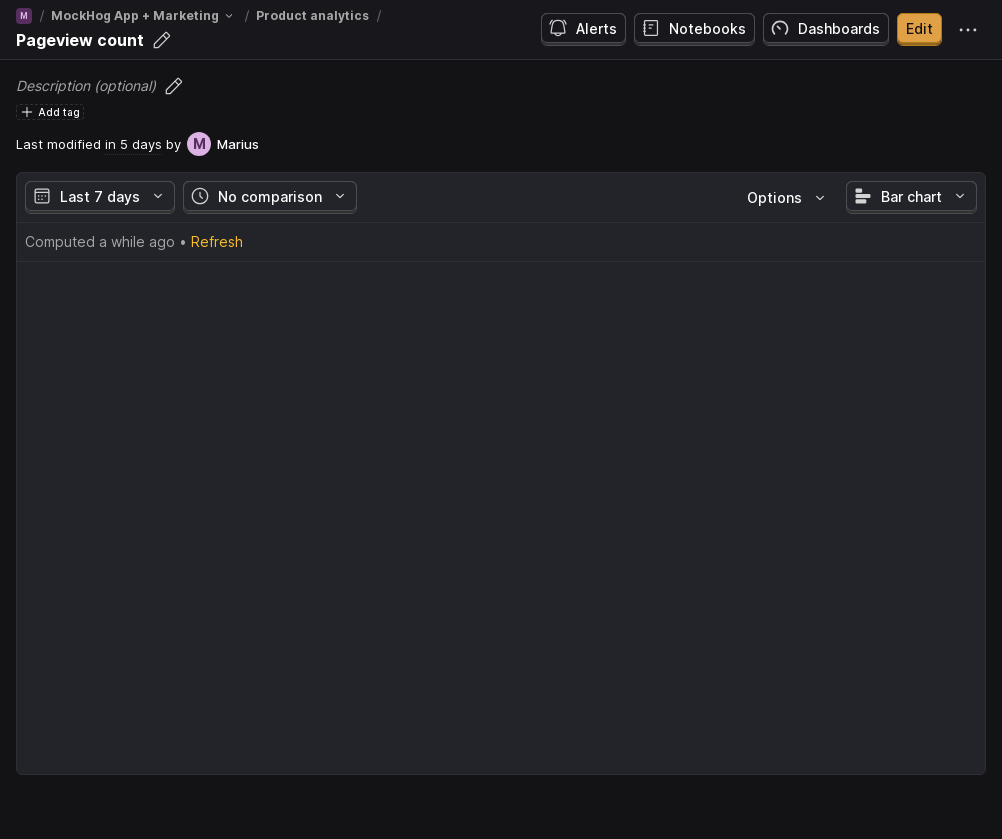 M / MockHog App + Marketing / Product analytics /
Pageview count
Alerts Notebooks Dashboards Edit
Description (optional)
Add tag
Last modified in 5 days by M Marius
Last 7 days No comparison Options Bar chart
Computed a while ago • Refresh